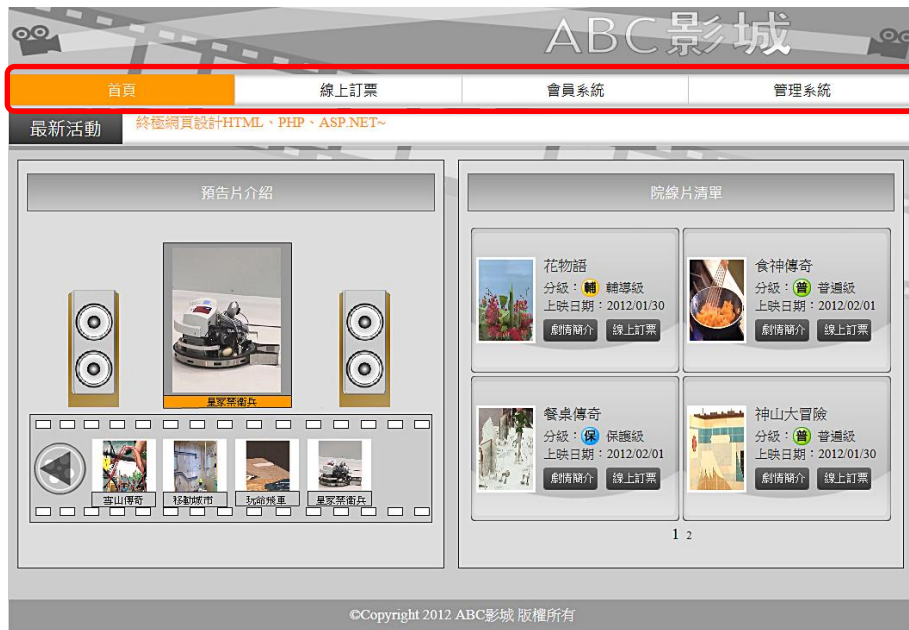 ABC影城
首頁 線上訂票 會員系統 管理系統
最新活動 終極網頁設計HTML、PHP、ASP.NET~
預告片介紹
皇家禁衛兵
雪山傳奇 移動城市 玩命飛車 皇家禁衛兵
院線片清單
花物語
分級：輔 輔導級
上映日期：2012/01/30
劇情簡介 線上訂票
食神傳奇
分級：普 普遍級
上映日期：2012/02/01
劇情簡介 線上訂票
餐桌傳奇
分級：保 保護級
上映日期：2012/02/01
劇情簡介 線上訂票
神山大冒險
分級：普 普遍級
上映日期：2012/01/30
劇情簡介 線上訂票
1 2
©Copyright 2012 ABC影城 版權所有